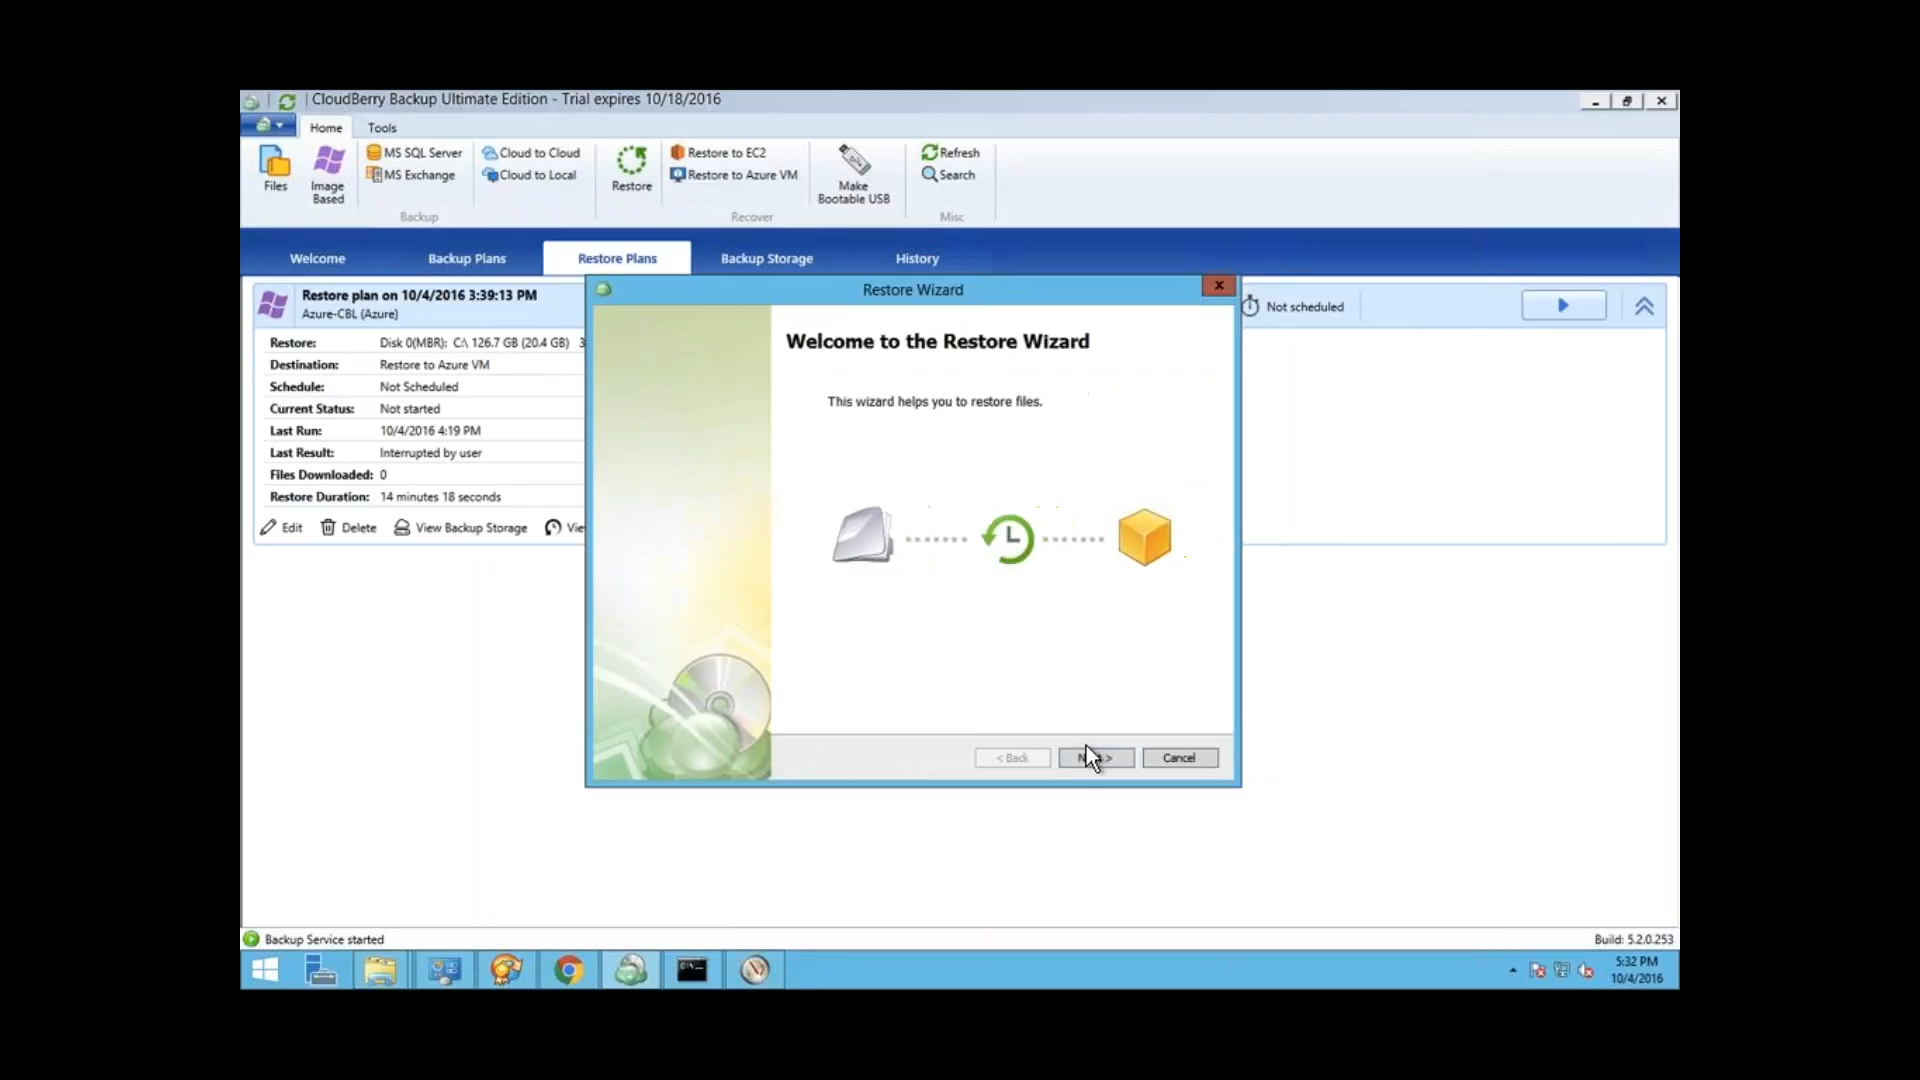 CloudBerry Backup Ultimate Edition - Trial expires 10/18/2016
Home
Tools
Files
Image
Based
MS SQL Server
MS Exchange
Backup
Cloud to Cloud
Cloud to Local
Restore
Restore to EC2
Restore to Azure VM
Recover
Make
Bootable USB
Refresh
Search
Misc
Welcome
Backup Plans
Restore Plans
Backup Storage
History
Restore plan on 10/4/2016 3:39:13 PM
Azure-CBL (Azure)
Not scheduled
Restore: Disk 0(MBR): C:\ 126.7 GB (20.4 GB) 3
Destination: Restore to Azure VM
Schedule: Not Scheduled
Current Status: Not started
Last Run: 10/4/2016 4:19 PM
Last Result: Interrupted by user
Files Downloaded: 0
Restore Duration: 14 minutes 18 seconds
Edit
Delete
View Backup Storage
Restore Wizard
Welcome to the Restore Wizard
This wizard helps you to restore files.
< Back
Cancel
Backup Service started
Build: 5.2.0.253
5:32 PM
10/4/2016